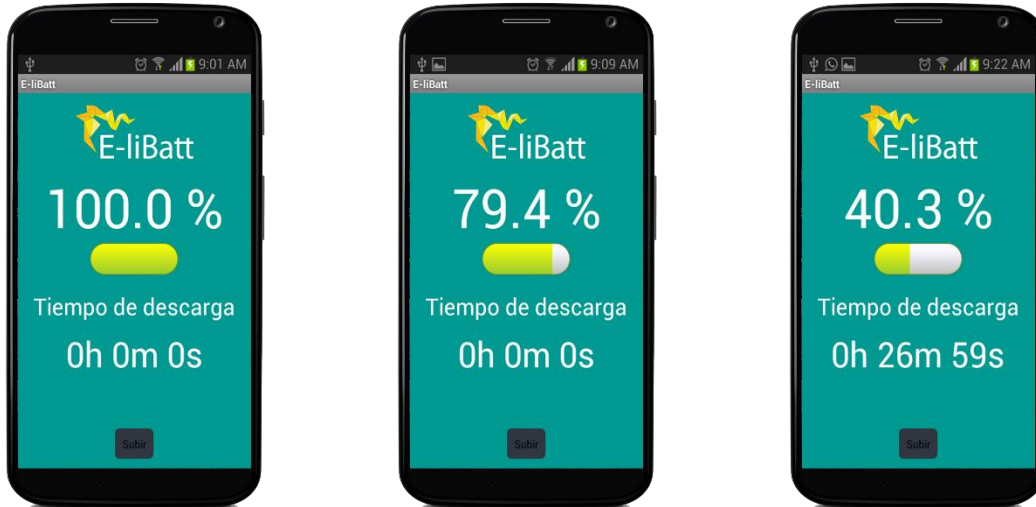 9:01 AM
E-liBatt
E-liBatt
100.0 %
Tiempo de descarga
0h 0m 0s
Subir
9:09 AM
E-liBatt
E-liBatt
79.4 %
Tiempo de descarga
0h 0m 0s
Subir
9:22 AM
E-liBatt
E-liBatt
40.3 %
Tiempo de descarga
0h 26m 59s
Subir